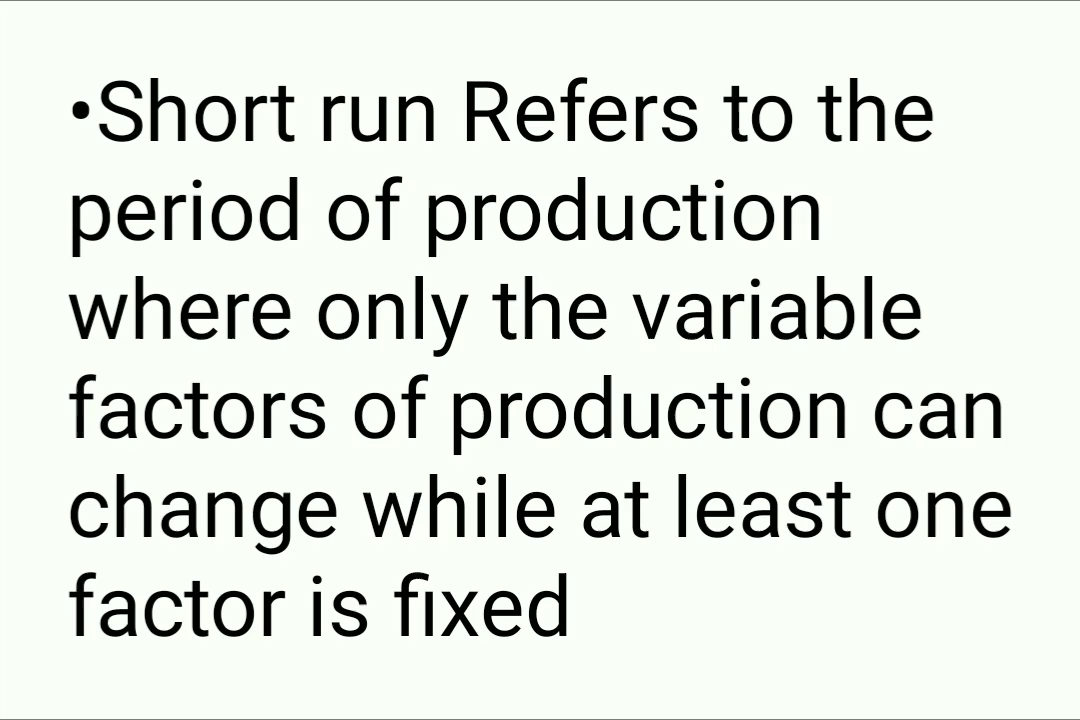 •Short run Refers to the
period of production
where only the variable
factors of production can
change while at least one
factor is fixed